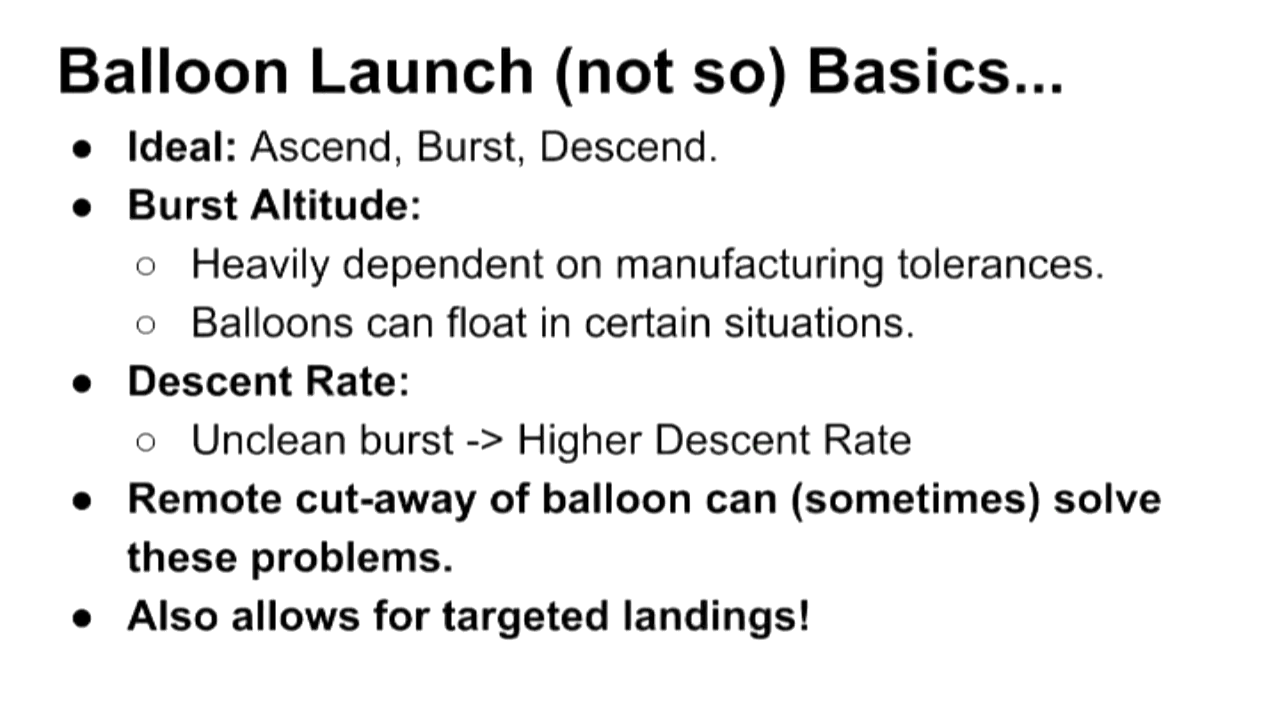 Balloon Launch (not so) Basics...
● Ideal: Ascend, Burst, Descend.
● Burst Altitude:
○ Heavily dependent on manufacturing tolerances.
○ Balloons can float in certain situations.
● Descent Rate:
○ Unclean burst -> Higher Descent Rate
● Remote cut-away of balloon can (sometimes) solve
these problems.
● Also allows for targeted landings!